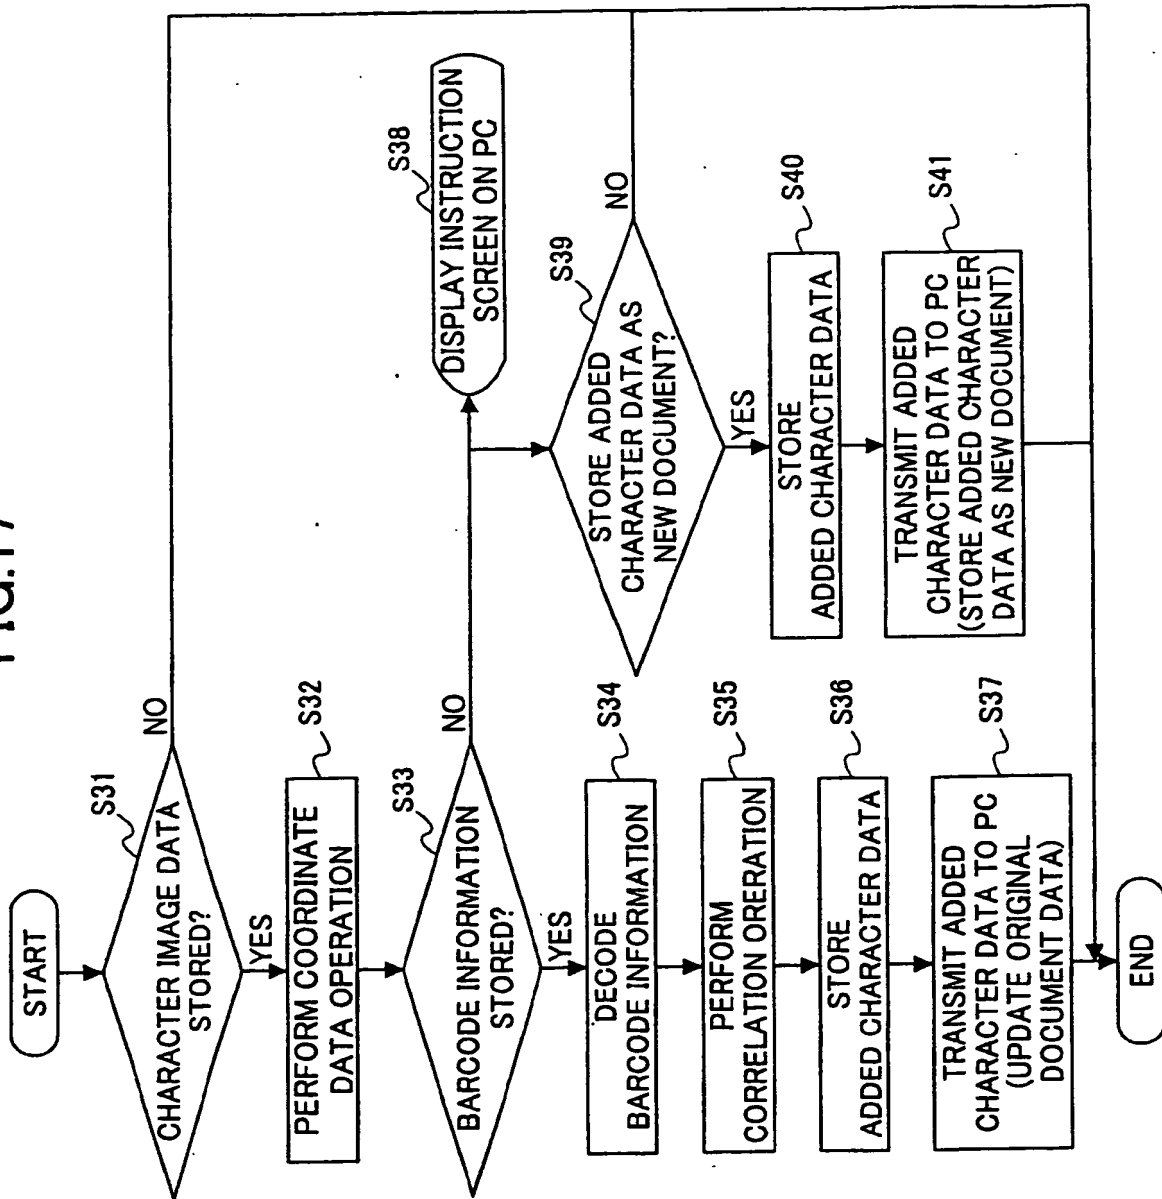 FIG.17
START
S31
CHARACTER IMAGE DATA
STORED?
NO
YES
S32
PERFORM COORDINATE
DATA OPERATION
S33
BARCODE INFORMATION
STORED?
NO
YES
S34
DECODE
BARCODE INFORMATION
S35
PERFORM
CORRELATION ORERATION
S36
STORE
ADDED CHARACTER DATA
S37
TRANSMIT ADDED
CHARACTER DATA TO PC
(UPDATE ORIGINAL
DOCUMENT DATA)
END
S38
DISPLAY INSTRUCTION
SCREEN ON PC
S39
STORE ADDED
CHARACTER DATA AS
NEW DOCUMENT?
NO
YES
S40
STORE
ADDED CHARACTER DATA
S41
TRANSMIT ADDED
CHARACTER DATA TO PC
(STORE ADDED CHARACTER
DATA AS NEW DOCUMENT)